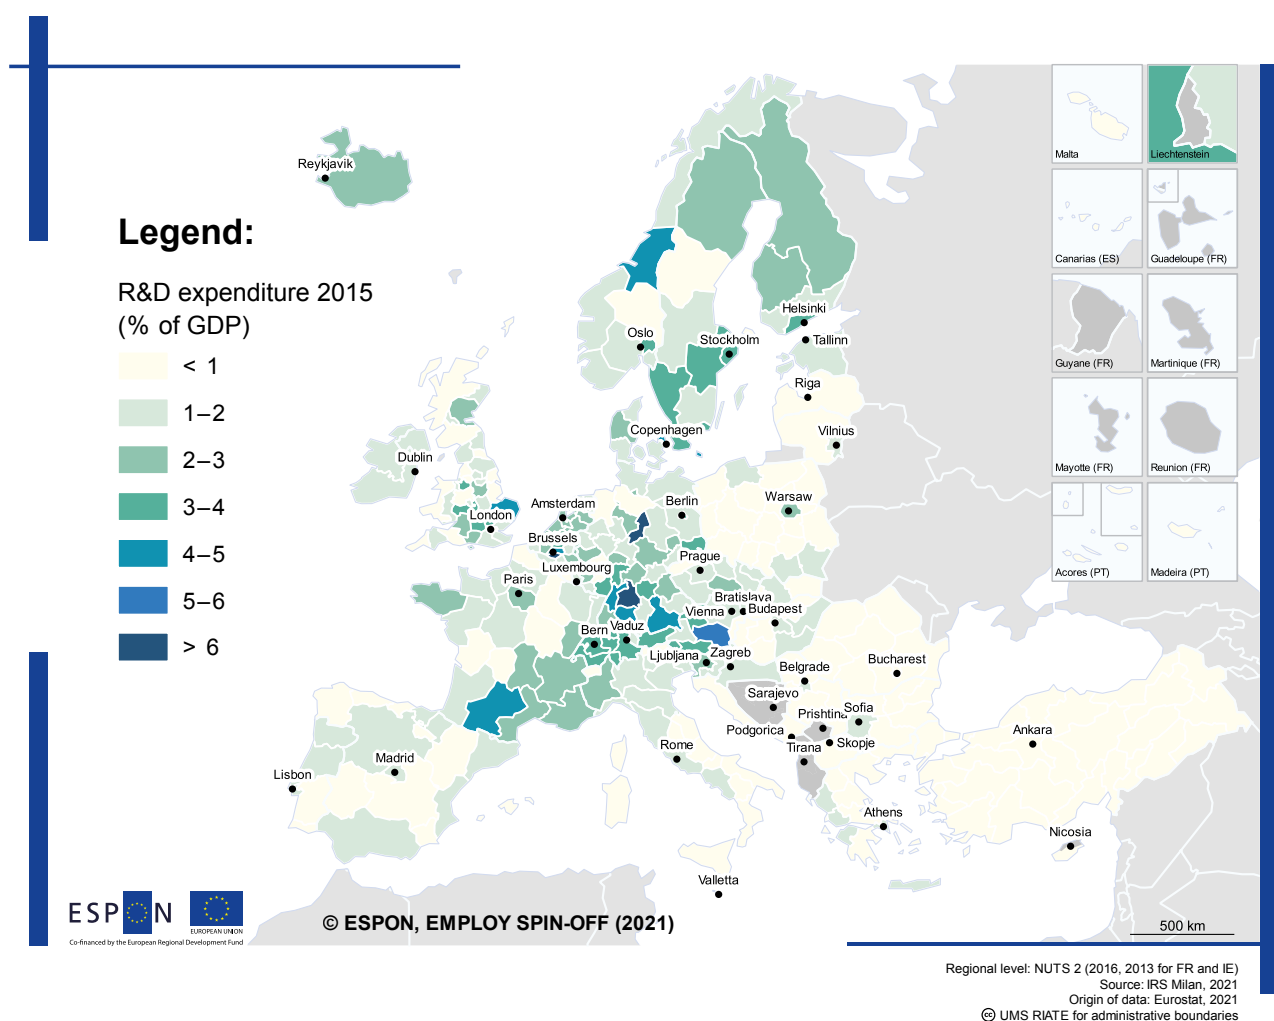 Reykjavik
Legend:
R&D expenditure 2015
(% of GDP)
< 1
1–2
2–3
3–4
4–5
5–6
> 6
Malta
Liechtenstein
Canarias (ES)
Guadeloupe (FR)
Guyane (FR)
Martinique (FR)
Mayotte (FR)
Reunion (FR)
Acores (PT)
Madeira (PT)
Helsinki
Oslo
Stockholm
Tallinn
Riga
Copenhagen
Vilnius
Dublin
Warsaw
Berlin
Amsterdam
London
Brussels
Prague
Luxembourg
Paris
Bratislava
Vienna
Budapest
Bern
Vaduz
Ljubljana
Zagreb
Bucharest
Belgrade
Sarajevo
Prishtina
Sofia
Podgorica
Skopje
Tirana
Ankara
Rome
Madrid
Lisbon
Athens
Nicosia
Valletta
ESPON
EUROPEAN UNION
Co-financed by the European Regional Development Fund
© ESPON, EMPLOY SPIN-OFF (2021)
500 km
Regional level: NUTS 2 (2016, 2013 for FR and IE)
Source: IRS Milan, 2021
Origin of data: Eurostat, 2021
🄯 UMS RIATE for administrative boundaries